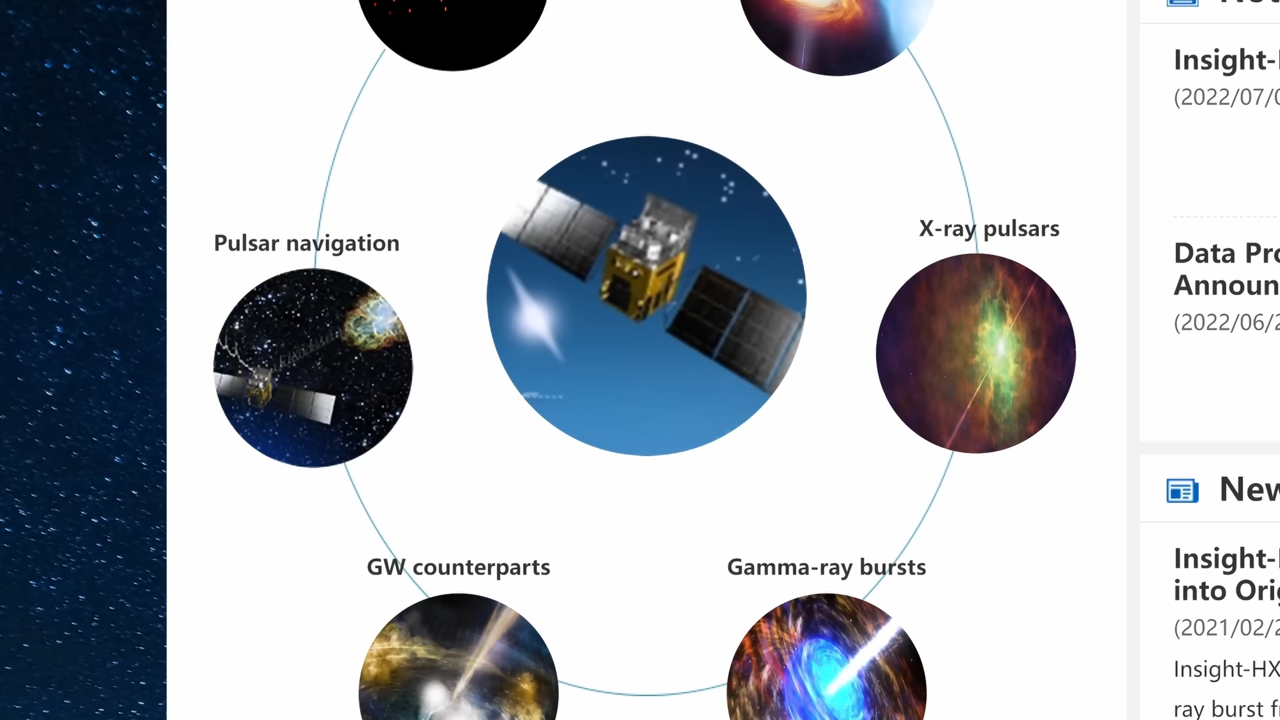 Pulsar navigation
X-ray pulsars
GW counterparts
Gamma-ray bursts
Insight-
(2022/07/
Data Pro
Announ
(2022/06/2
New
Insight-
into Orig
(2021/02/2
Insight-HX
ray burst f